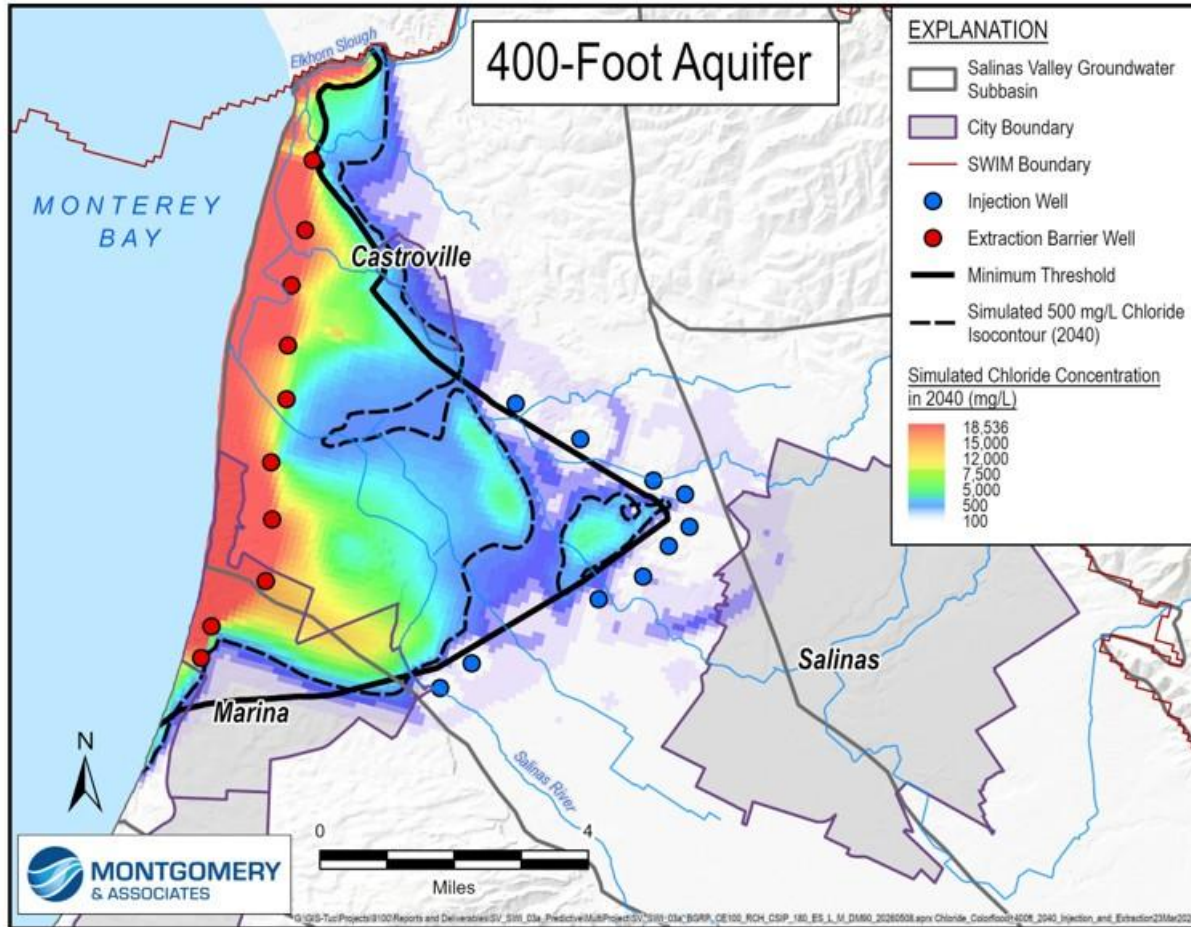 400-Foot Aquifer
Elkhorn Slough
MONTEREY
BAY
Castroville
Salinas
Marina
Salinas River
N
0 4
Miles
MONTGOMERY
& ASSOCIATES
EXPLANATION
Salinas Valley Groundwater
Subbasin
City Boundary
SWIM Boundary
Injection Well
Extraction Barrier Well
Minimum Threshold
Simulated 500 mg/L Chloride
Isocontour (2040)
Simulated Chloride Concentration
in 2040 (mg/L)
18,536
15,000
12,000
7,500
5,000
500
100